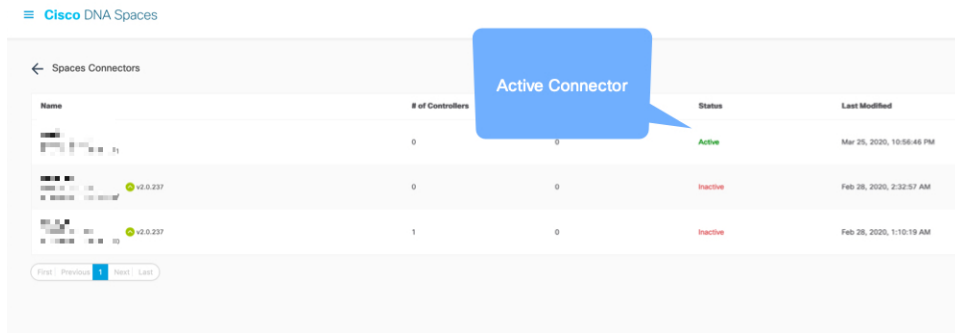 Cisco DNA Spaces
Spaces Connectors
Active Connector
Name # of Controllers Status Last Modified
0 0 Active Mar 25, 2020, 10:56:46 PM
v2.0.237 0 0 Inactive Feb 28, 2020, 2:32:57 AM
v2.0.237 1 0 Inactive Feb 28, 2020, 1:10:19 AM
First Previous 1 Next Last